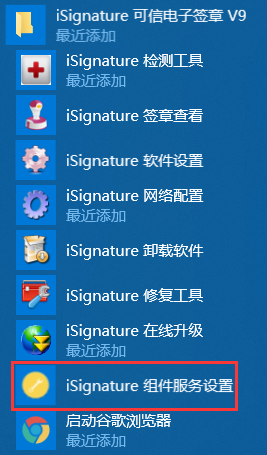 iSignature 可信电子签章 V9
最近添加
iSignature 检测工具
最近添加
iSignature 签章查看
iSignature 软件设置
iSignature 网络配置
最近添加
iSignature 卸载软件
iSignature 修复工具
iSignature 在线升级
最近添加
iSignature 组件服务设置
启动谷歌浏览器
最近添加